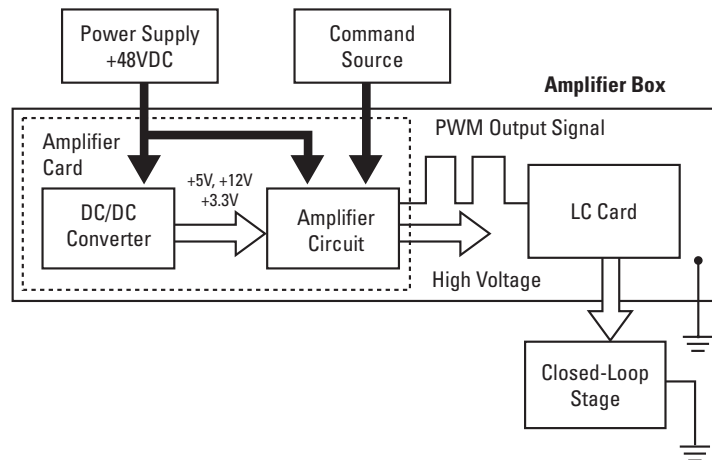 Power Supply
+48VDC
Command
Source
Amplifier Box
Amplifier
Card
PWM Output Signal
+5V, +12V
+3.3V
DC/DC
Converter
Amplifier
Circuit
LC Card
High Voltage
Closed-Loop
Stage